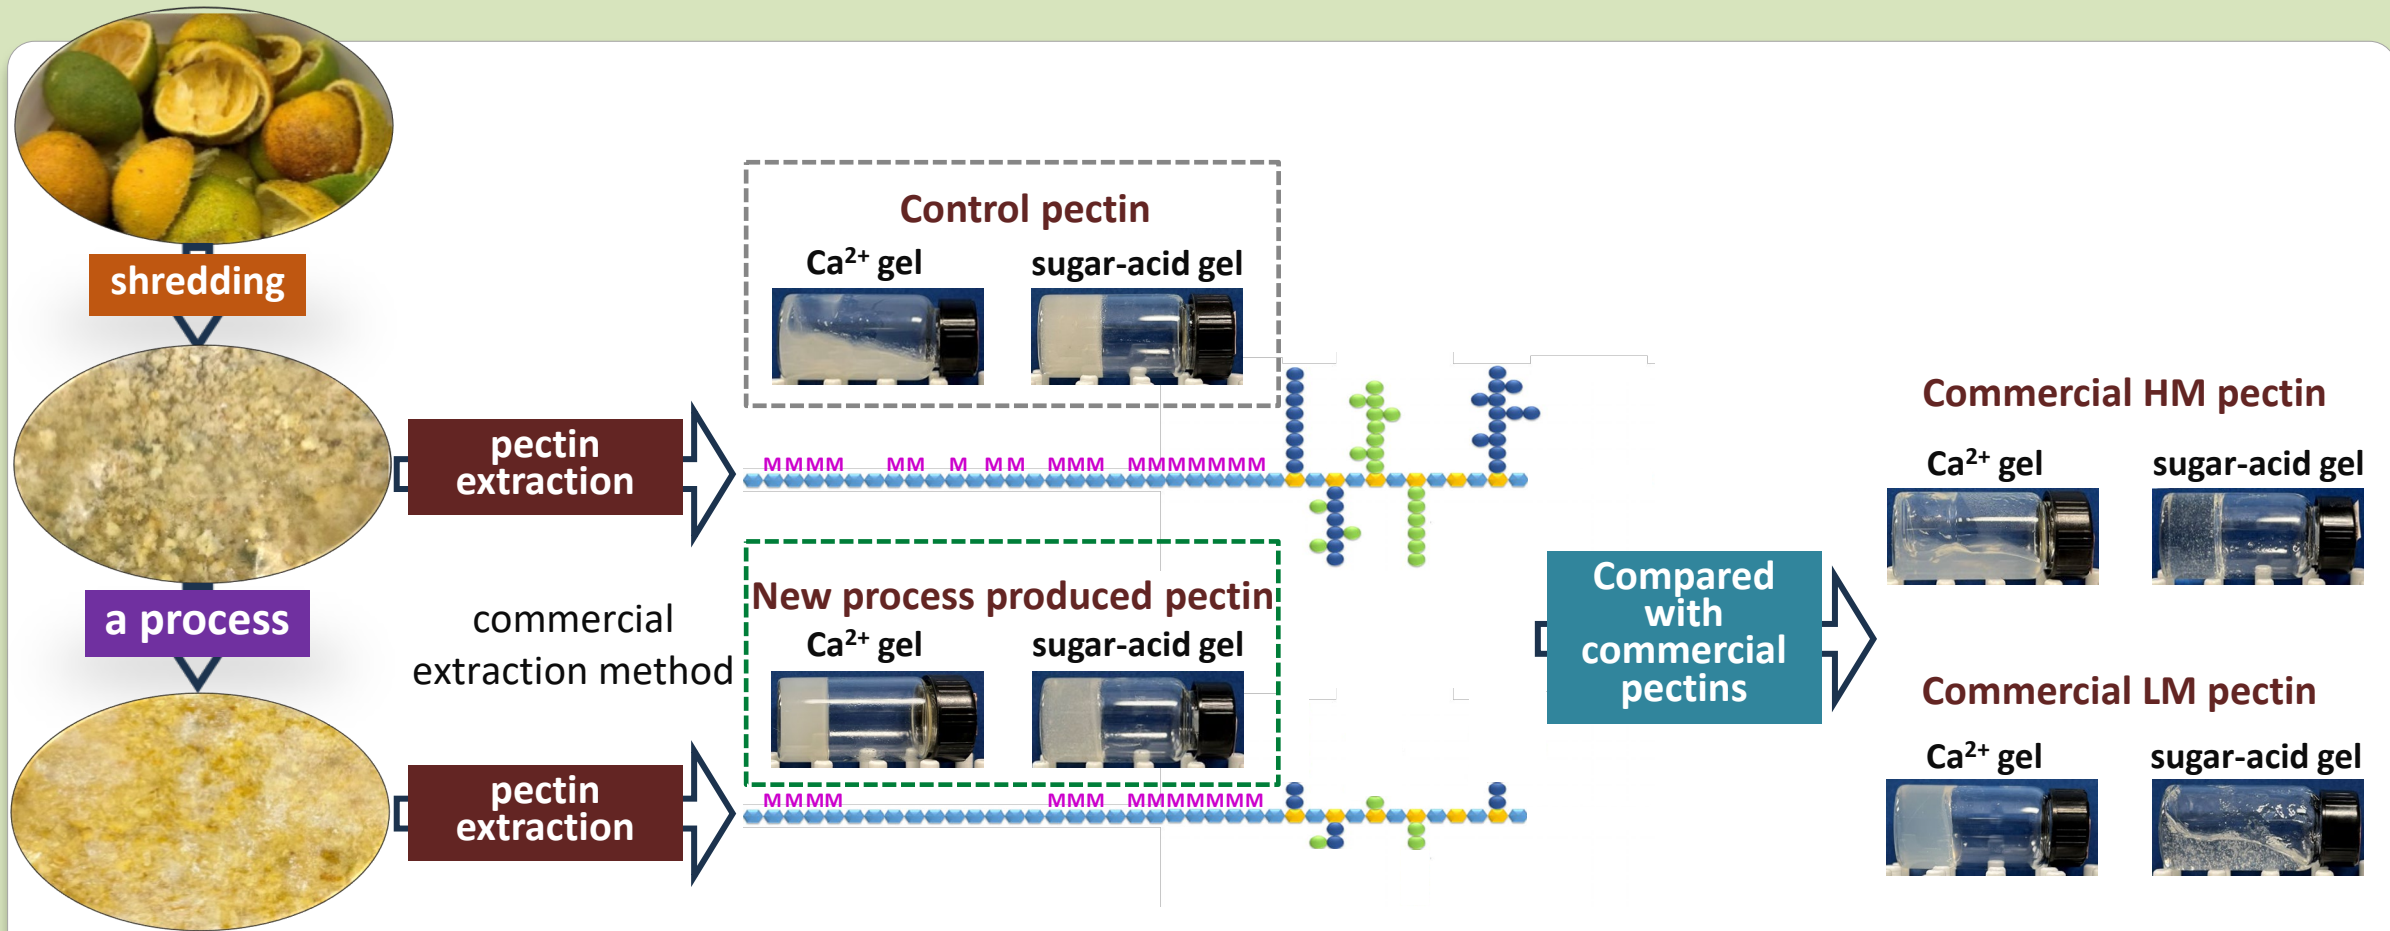 shredding
a process
pectin
extraction
commercial
extraction method
pectin
extraction
Control pectin
Ca²⁺ gel
sugar-acid gel
MMMM MM M MM MMM MMMMMMM
New process produced pectin
Ca²⁺ gel
sugar-acid gel
MMMM MMM MMMMMMM
Compared
with
commercial
pectins
Commercial HM pectin
Ca²⁺ gel
sugar-acid gel
Commercial LM pectin
Ca²⁺ gel
sugar-acid gel